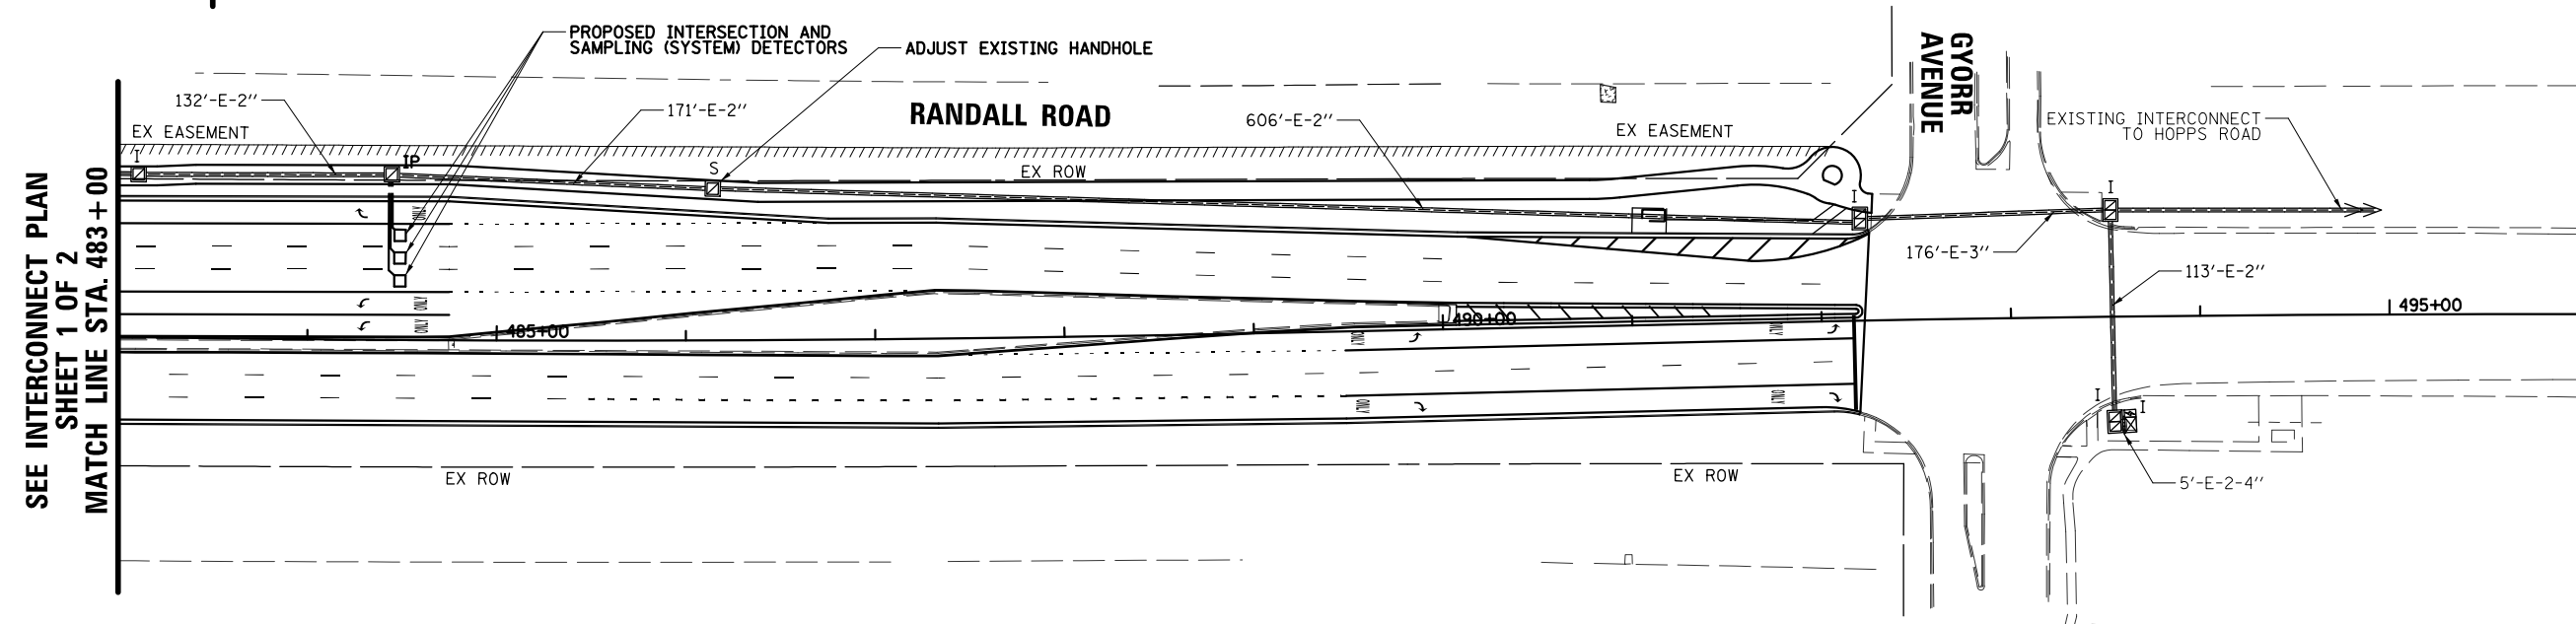 PROPOSED INTERSECTION AND
SAMPLING (SYSTEM) DETECTORS
ADJUST EXISTING HANDHOLE
132'-E-2''
171'-E-2''
RANDALL ROAD
606'-E-2''
GYORR
AVENUE
EXISTING INTERCONNECT
TO HOPPS ROAD
EX EASEMENT
EX EASEMENT
I
IP
S
EX ROW
I
I
SEE INTERCONNECT PLAN
SHEET 1 OF 2
MATCH LINE STA. 483+00
ONLY
176'-E-3''
113'-E-2''
ONLY
ONLY
485+00
490+00
495+00
ONLY
ONLY
ONLY
ONLY
I
I
EX ROW
EX ROW
5'-E-2-4''